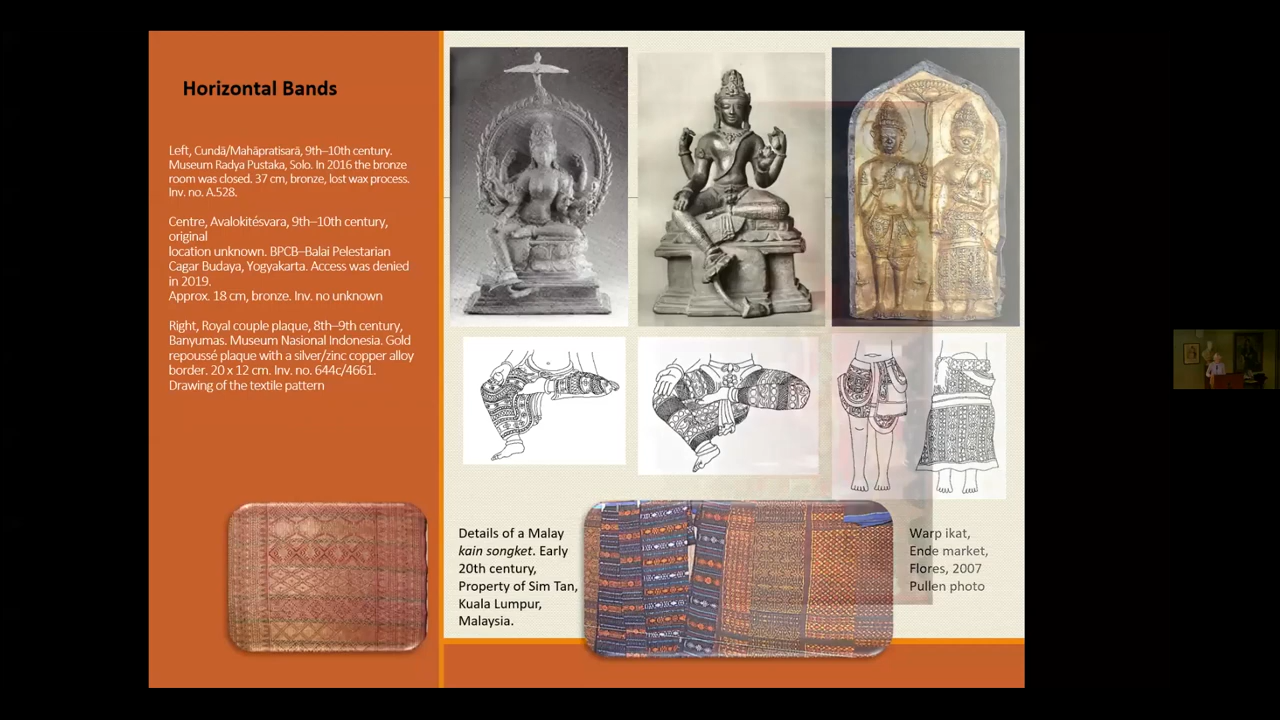 Horizontal Bands
Left, Cundā/Mahāpratisarā, 9th–10th century.
Museum Radya Pustaka, Solo. In 2016 the bronze
room was closed. 37 cm, bronze, lost wax process.
Inv. no. A.528.
Centre, Avalokitésvara, 9th–10th century,
original
location unknown. BPCB–Balai Pelestarian
Cagar Budaya, Yogyakarta. Access was denied
in 2019.
Approx. 18 cm, bronze. Inv. no unknown
Right, Royal couple plaque, 8th–9th century,
Banyumas. Museum Nasional Indonesia. Gold
repoussé plaque with a silver/zinc copper alloy
border. 20 x 12 cm. Inv. no. 644c/4661.
Drawing of the textile pattern
Details of a Malay
kain songket. Early
20th century,
Property of Sim Tan,
Kuala Lumpur,
Malaysia.
Warp ikat,
Ende market,
Flores, 2007
Pullen photo